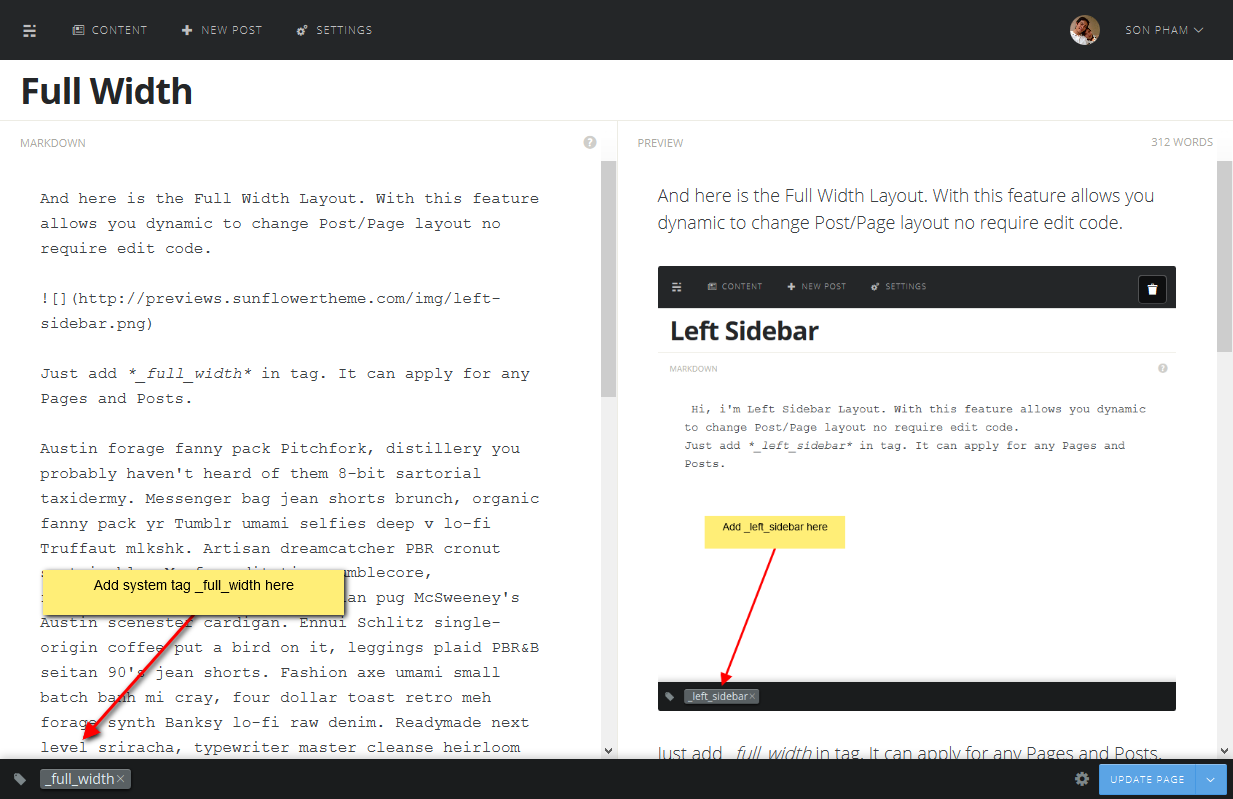 CONTENT NEW POST SETTINGS SON PHAM
Full Width
MARKDOWN
And here is the Full Width Layout. With this feature
allows you dynamic to change Post/Page layout no
require edit code.
![](http://previews.sunflowertheme.com/img/left-
sidebar.png)
Just add *_full_width* in tag. It can apply for any
Pages and Posts.
Austin forage fanny pack Pitchfork, distillery you
probably haven't heard of them 8-bit sartorial
taxidermy. Messenger bag jean shorts brunch, organic
fanny pack yr Tumblr umami selfies deep v lo-fi
Truffaut mlkshk. Artisan dreamcatcher PBR cronut
Add system tag _full_width here
pug McSweeney's
Austin scenester cardigan. Ennui Schlitz single-
origin coffee put a bird on it, leggings plaid PBR&B
seitan 90's jean shorts. Fashion axe umami small
batch banh mi cray, four dollar toast retro meh
forage synth Banksy lo-fi raw denim. Readymade next
level sriracha, typewriter master cleanse heirloom
PREVIEW 312 WORDS
And here is the Full Width Layout. With this feature allows you
dynamic to change Post/Page layout no require edit code.
CONTENT NEW POST SETTINGS
Left Sidebar
MARKDOWN
Hi, i'm Left Sidebar Layout. With this feature allows you dynamic
to change Post/Page layout no require edit code.
Just add *_left_sidebar* in tag. It can apply for any Pages and
Posts.
Add _left_sidebar here
_left_sidebar×
Just add _full_width in tag. It can apply for any Pages and Posts.
_full_width×
UPDATE PAGE